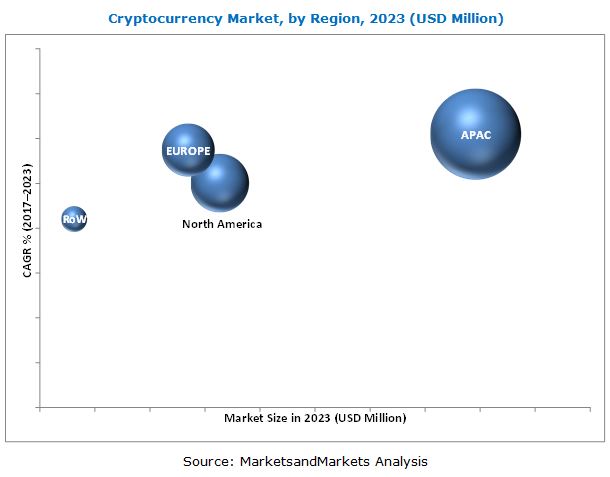 Cryptocurrency Market, by Region, 2023 (USD Million)
CAGR % (2017–2023)
APAC
EUROPE
RoW
North America
Market Size in 2023 (USD Million)
Source: MarketsandMarkets Analysis